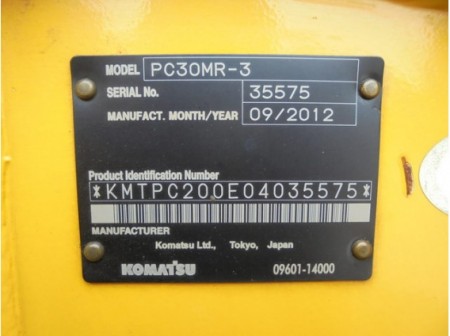 MODEL PC30MR-3
SERIAL No. 35575
MANUFACT. MONTH/YEAR 09/2012
Product Identification Number
*KMTPC200E04035575*
MANUFACTURER
Komatsu Ltd., Tokyo, Japan
KOMATSU 09601-14000